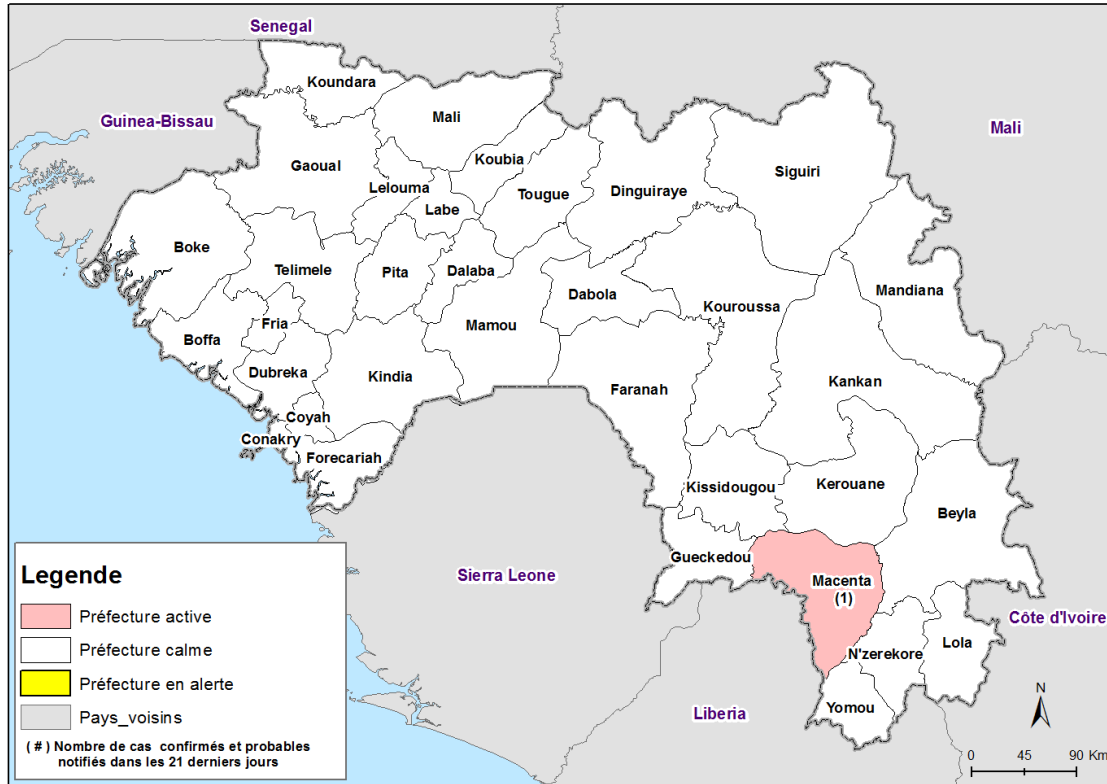 Senegal
Koundara
Mali
Guinea-Bissau
Mali
Koubia
Gaoual
Siguiri
Lelouma
Tougue
Dinguiraye
Labe
Boke
Telimele
Pita
Dalaba
Dabola
Mandiana
Kouroussa
Fria
Mamou
Boffa
Dubreka
Kindia
Faranah
Kankan
Coyah
Conakry
Forecariah
Kissidougou
Kerouane
Beyla
Gueckedou
Sierra Leone
Macenta
(1)
Côte d'Ivoire
N'zerekore
Lola
Yomou
Liberia
Legende
Préfecture active
Préfecture calme
Préfecture en alerte
Pays_voisins
( # ) Nombre de cas confirmés et probables
notifiés dans les 21 derniers jours
N
0 45 90 Km